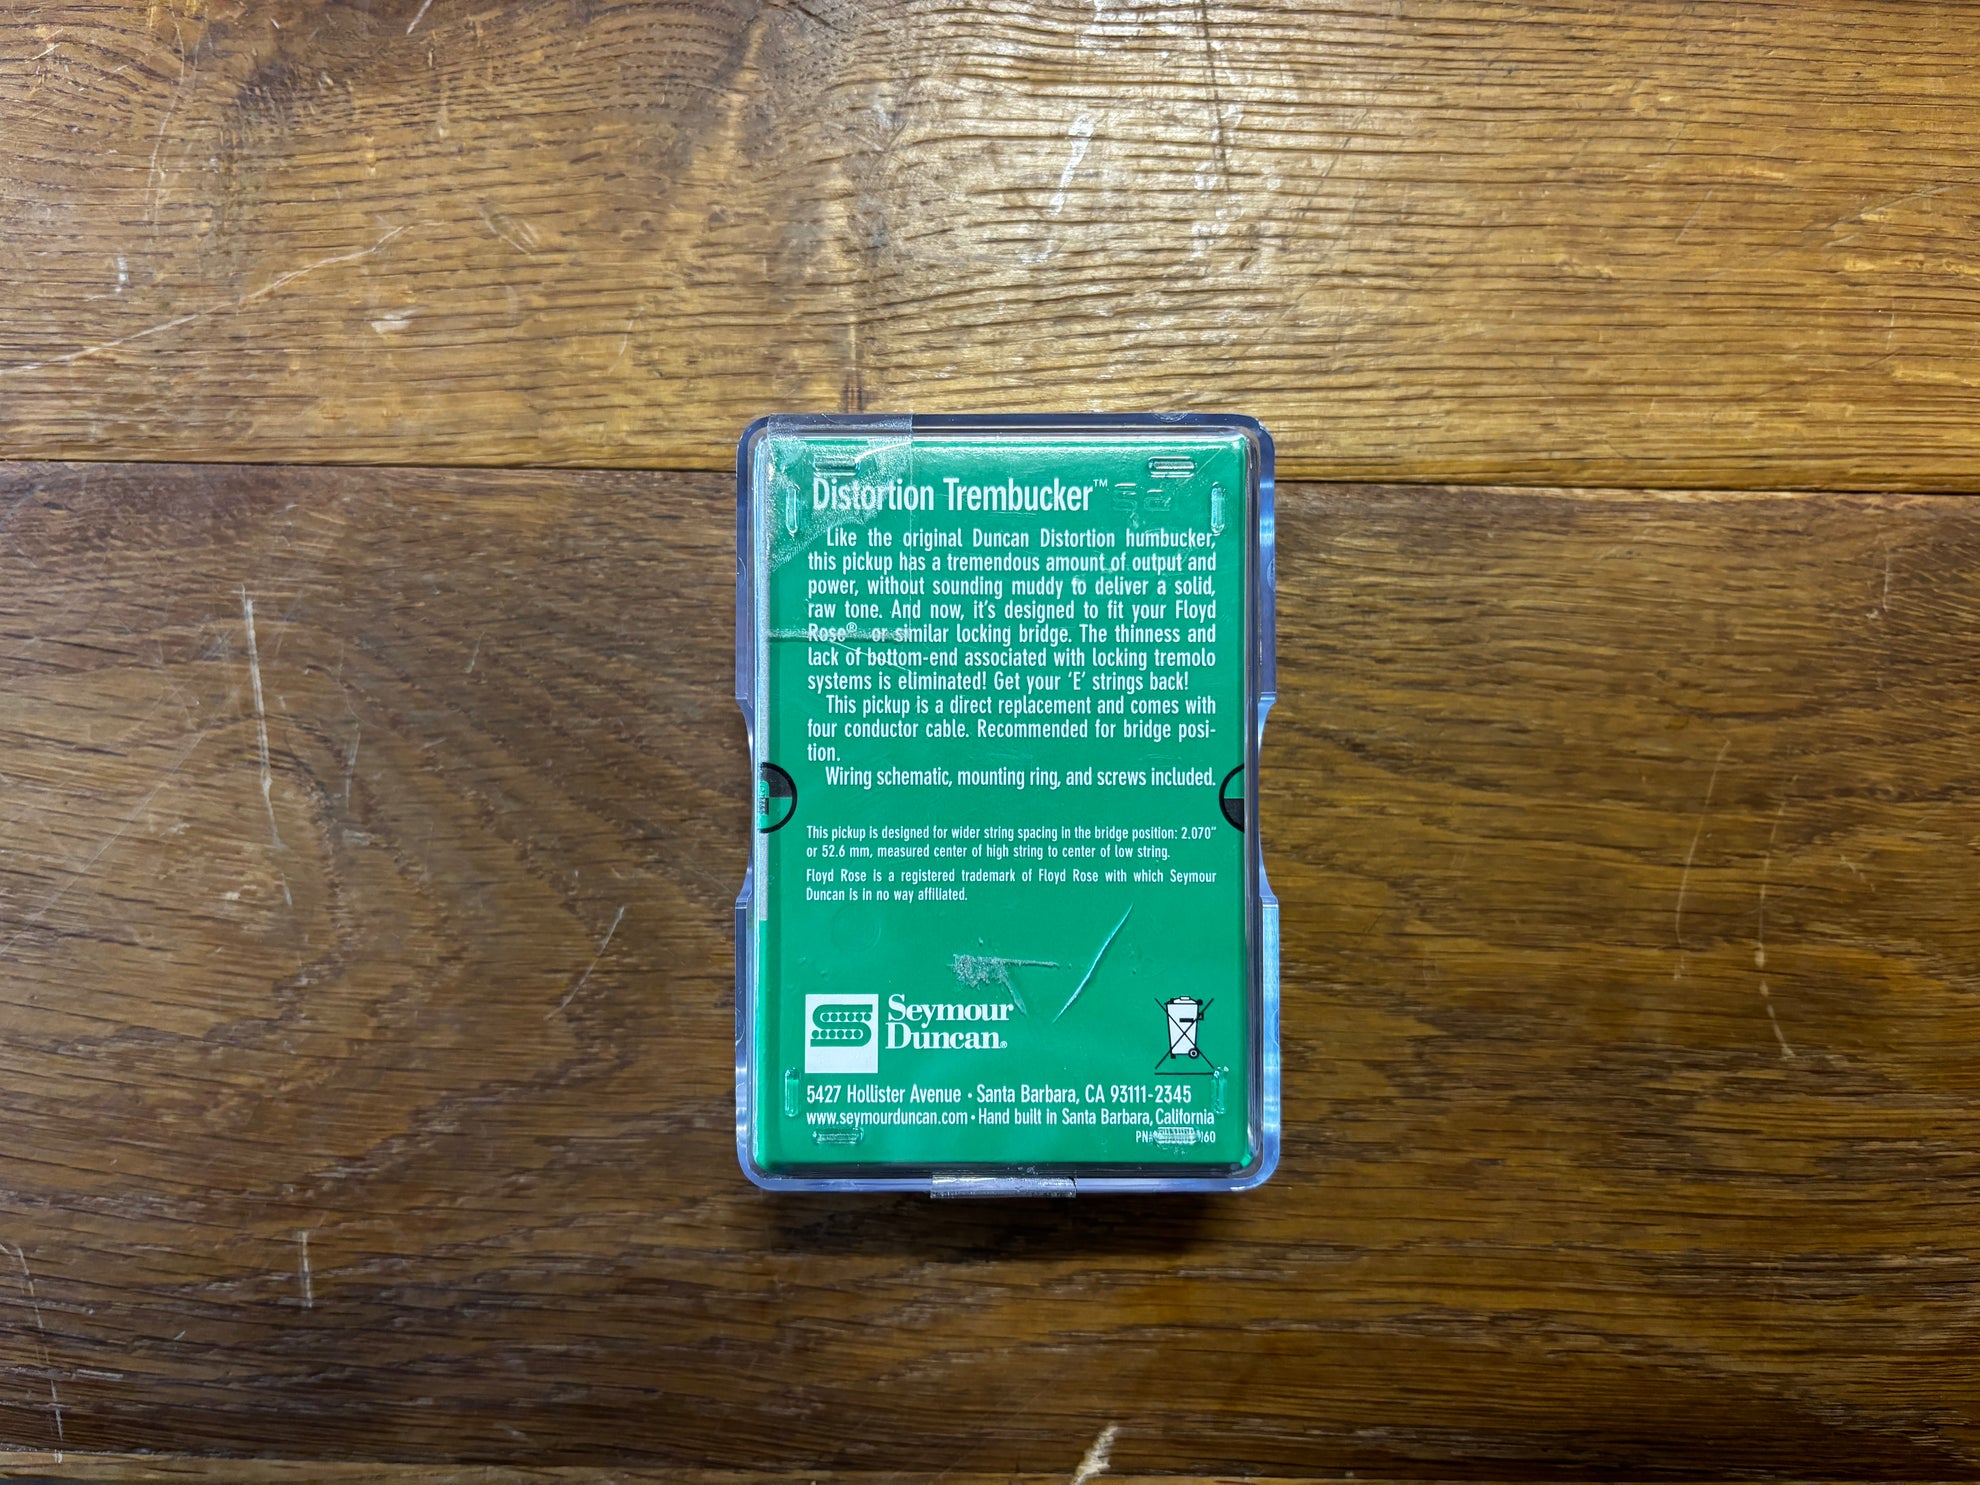 Distortion Trembucker™
Like the original Duncan Distortion humbucker,
this pickup has a tremendous amount of output and
power, without sounding muddy to deliver a solid,
raw tone. And now, it's designed to fit your Floyd
Rose® or similar locking bridge. The thinness and
lack of bottom-end associated with locking tremolo
systems is eliminated! Get your 'E' strings back!
This pickup is a direct replacement and comes with
four conductor cable. Recommended for bridge posi-
tion.
Wiring schematic, mounting ring, and screws included.
This pickup is designed for wider string spacing in the bridge position: 2.070"
or 52.6 mm, measured center of high string to center of low string.
Floyd Rose is a registered trademark of Floyd Rose with which Seymour
Duncan is in no way affiliated.
Seymour
Duncan®
5427 Hollister Avenue • Santa Barbara, CA 93111-2345
www.seymourduncan.com • Hand built in Santa Barbara, California